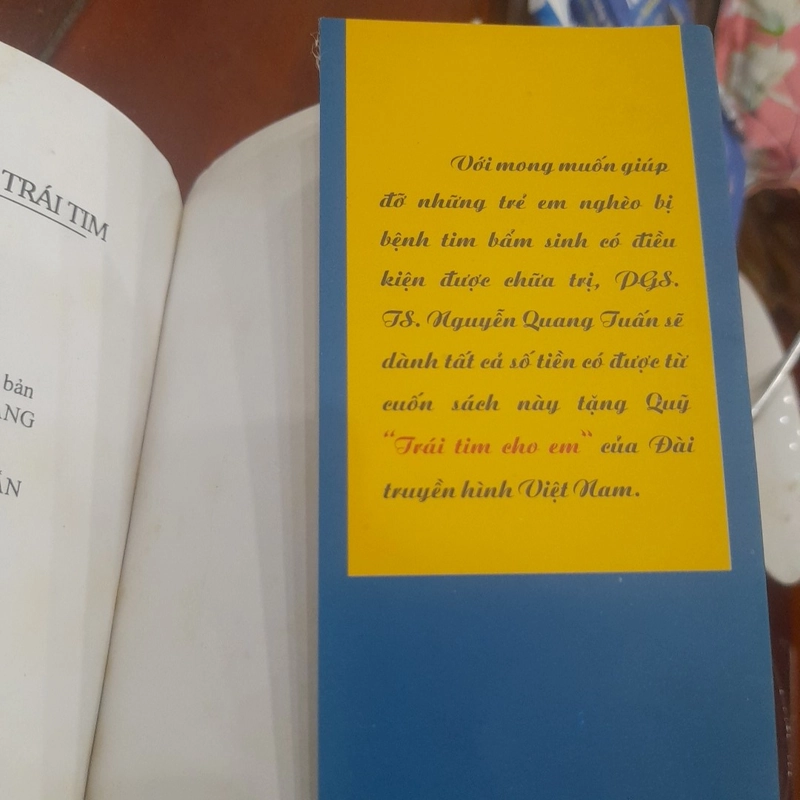 TRÁI TIM
bản
ANG
Với mong muốn giúp
đỡ những trẻ em nghèo bị
bệnh tim bẩm sinh có điều
kiện được chữa trị, PGS.
TS. Nguyễn Quang Tuấn sẽ
dành tất cả số tiền có được từ
cuốn sách này tặng Quỹ
"Trái tim cho em" của Đài
truyền hình Việt Nam.